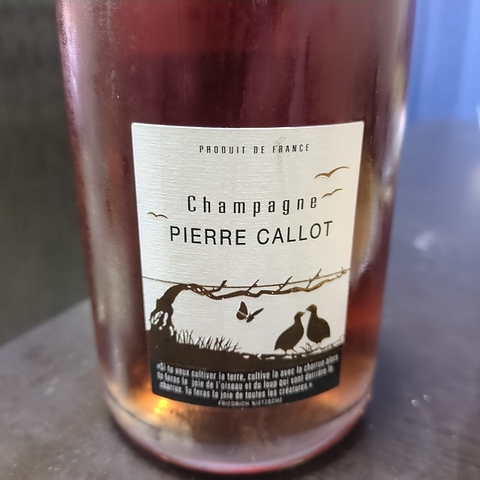 PRODUIT DE FRANCE
Champagne
PIERRE CALLOT
«Si tu veux cultiver la terre, cultive la avec la charrue alors
tu feras la joie de l'oiseau et du loup qui vont derrière la
charrue. Tu feras la joie de toutes les créatures.»
FRIEDRICH NIETZSCHE